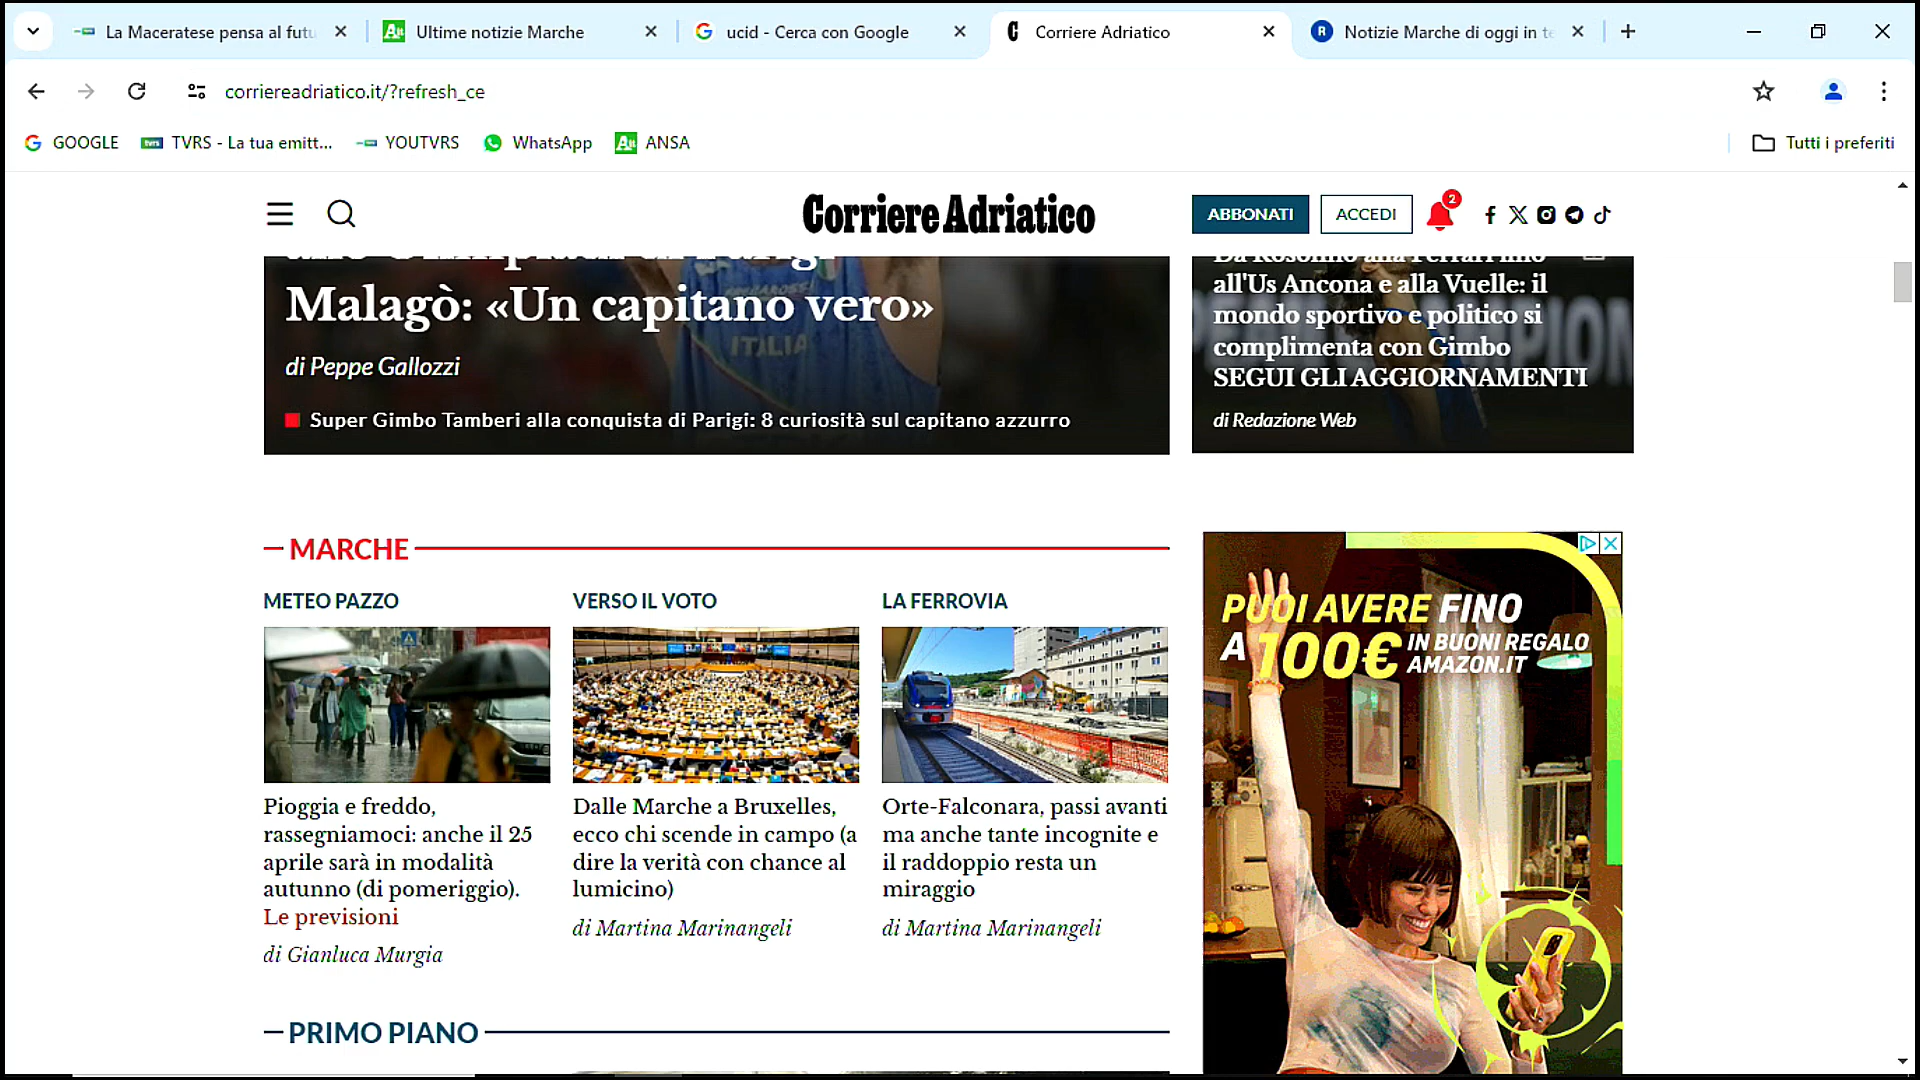 La Maceratese pensa al futu
Ultime notizie Marche
ucid - Cerca con Google
Corriere Adriatico
Notizie Marche di oggi in te
corriereadriatico.it/?refresh_ce
GOOGLE
TVRS - La tua emitt...
YOUTVRS
WhatsApp
ANSA
Tutti i preferiti
Corriere Adriatico
ABBONATI
ACCEDI
2
Malagò: «Un capitano vero»
di Peppe Gallozzi
Super Gimbo Tamberi alla conquista di Parigi: 8 curiosità sul capitano azzurro
ITALIA
all'Us Ancona e alla Vuelle: il
mondo sportivo e politico si
complimenta con Gimbo
SEGUI GLI AGGIORNAMENTI
di Redazione Web
MARCHE
METEO PAZZO
Pioggia e freddo,
rassegniamoci: anche il 25
aprile sarà in modalità
autunno (di pomeriggio).
Le previsioni
di Gianluca Murgia
VERSO IL VOTO
Dalle Marche a Bruxelles,
ecco chi scende in campo (a
dire la verità con chance al
lumicino)
di Martina Marinangeli
LA FERROVIA
Orte-Falconara, passi avanti
ma anche tante incognite e
il raddoppio resta un
miraggio
di Martina Marinangeli
PUOI AVERE FINO
A 100€ IN BUONI REGALO
AMAZON.IT
PRIMO PIANO